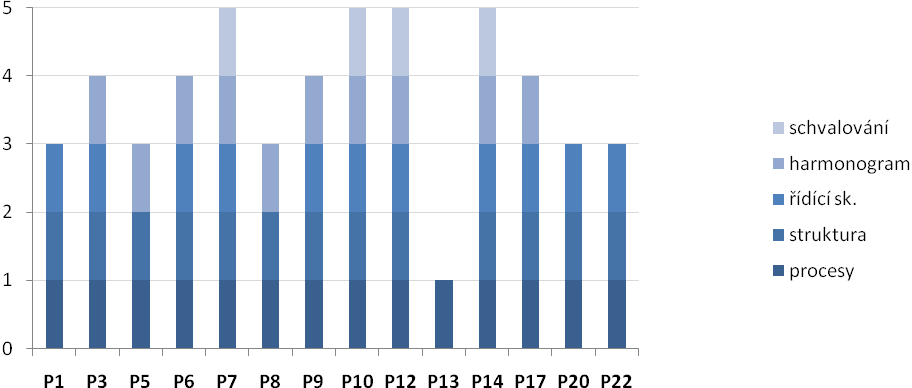 5
4
3
2
1
0
P1 P3 P5 P6 P7 P8 P9 P10 P12 P13 P14 P17 P20 P22
schvalování
harmonogram
řídící sk.
struktura
procesy